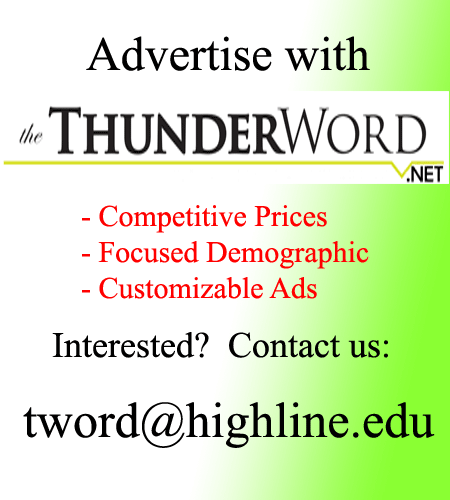 Advertise with
the THUNDERWORD
.NET
- Competitive Prices
- Focused Demographic
- Customizable Ads
Interested?  Contact us:
tword@highline.edu